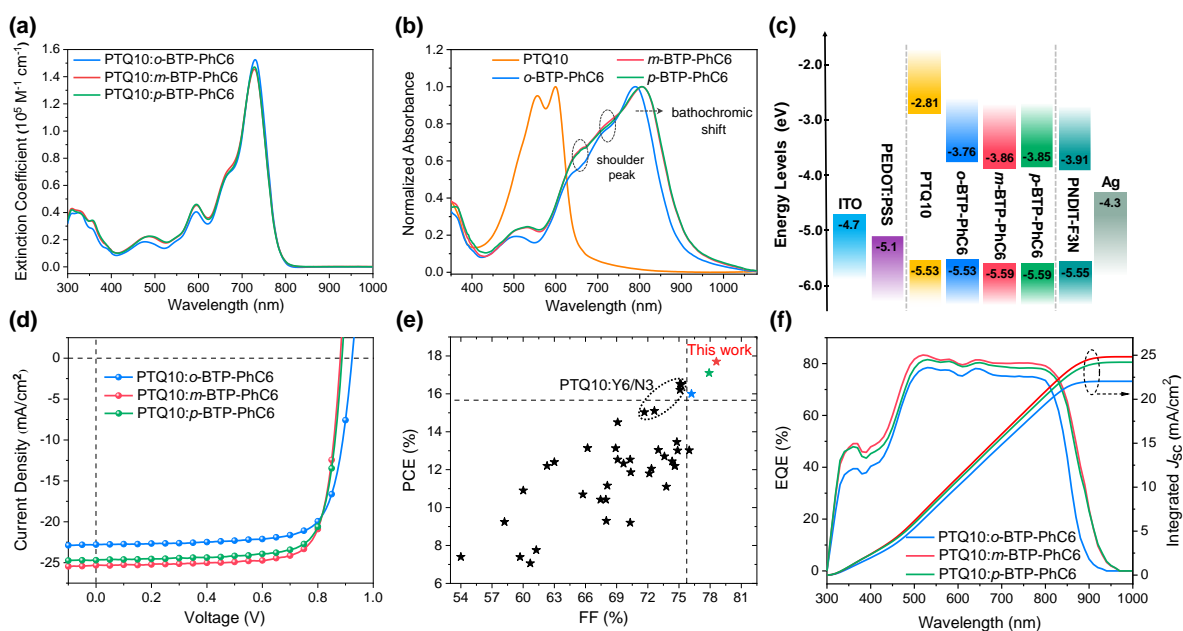 (a)
1.6
1.4
1.2
1.0
0.8
0.6
0.4
0.2
0.0
Extinction Coefficient (10⁵ M⁻¹ cm⁻¹)
PTQ10:o-BTP-PhC6
PTQ10:m-BTP-PhC6
PTQ10:p-BTP-PhC6
300 400 500 600 700 800 900 1000
Wavelength (nm)
(b)
1.2
1.0
0.8
0.6
0.4
0.2
0.0
Normalized Absorbance
PTQ10
m-BTP-PhC6
o-BTP-PhC6
p-BTP-PhC6
bathochromic
shift
shoulder
peak
400 500 600 700 800 900 1000
Wavelength (nm)
(c)
-2.0
-3.0
-4.0
-5.0
-6.0
Energy Levels (eV)
ITO
-4.7
PEDOT:PSS
-5.1
-2.81
PTQ10
-5.53
-3.76
o-BTP-PhC6
-5.53
-3.86
m-BTP-PhC6
-5.59
-3.85
p-BTP-PhC6
-5.59
-3.91
PNDIT-F3N
-5.55
Ag
-4.3
(d)
5
0
-5
-10
-15
-20
-25
Current Density (mA/cm²)
PTQ10:o-BTP-PhC6
PTQ10:m-BTP-PhC6
PTQ10:p-BTP-PhC6
0.0 0.2 0.4 0.6 0.8 1.0
Voltage (V)
(e)
18
16
14
12
10
8
6
PCE (%)
This work
PTQ10:Y6/N3
54 57 60 63 66 69 72 75 78 81
FF (%)
(f)
80
60
40
20
0
EQE (%)
25
20
15
10
5
0
Integrated JSC (mA/cm²)
PTQ10:o-BTP-PhC6
PTQ10:m-BTP-PhC6
PTQ10:p-BTP-PhC6
300 400 500 600 700 800 900 1000
Wavelength (nm)